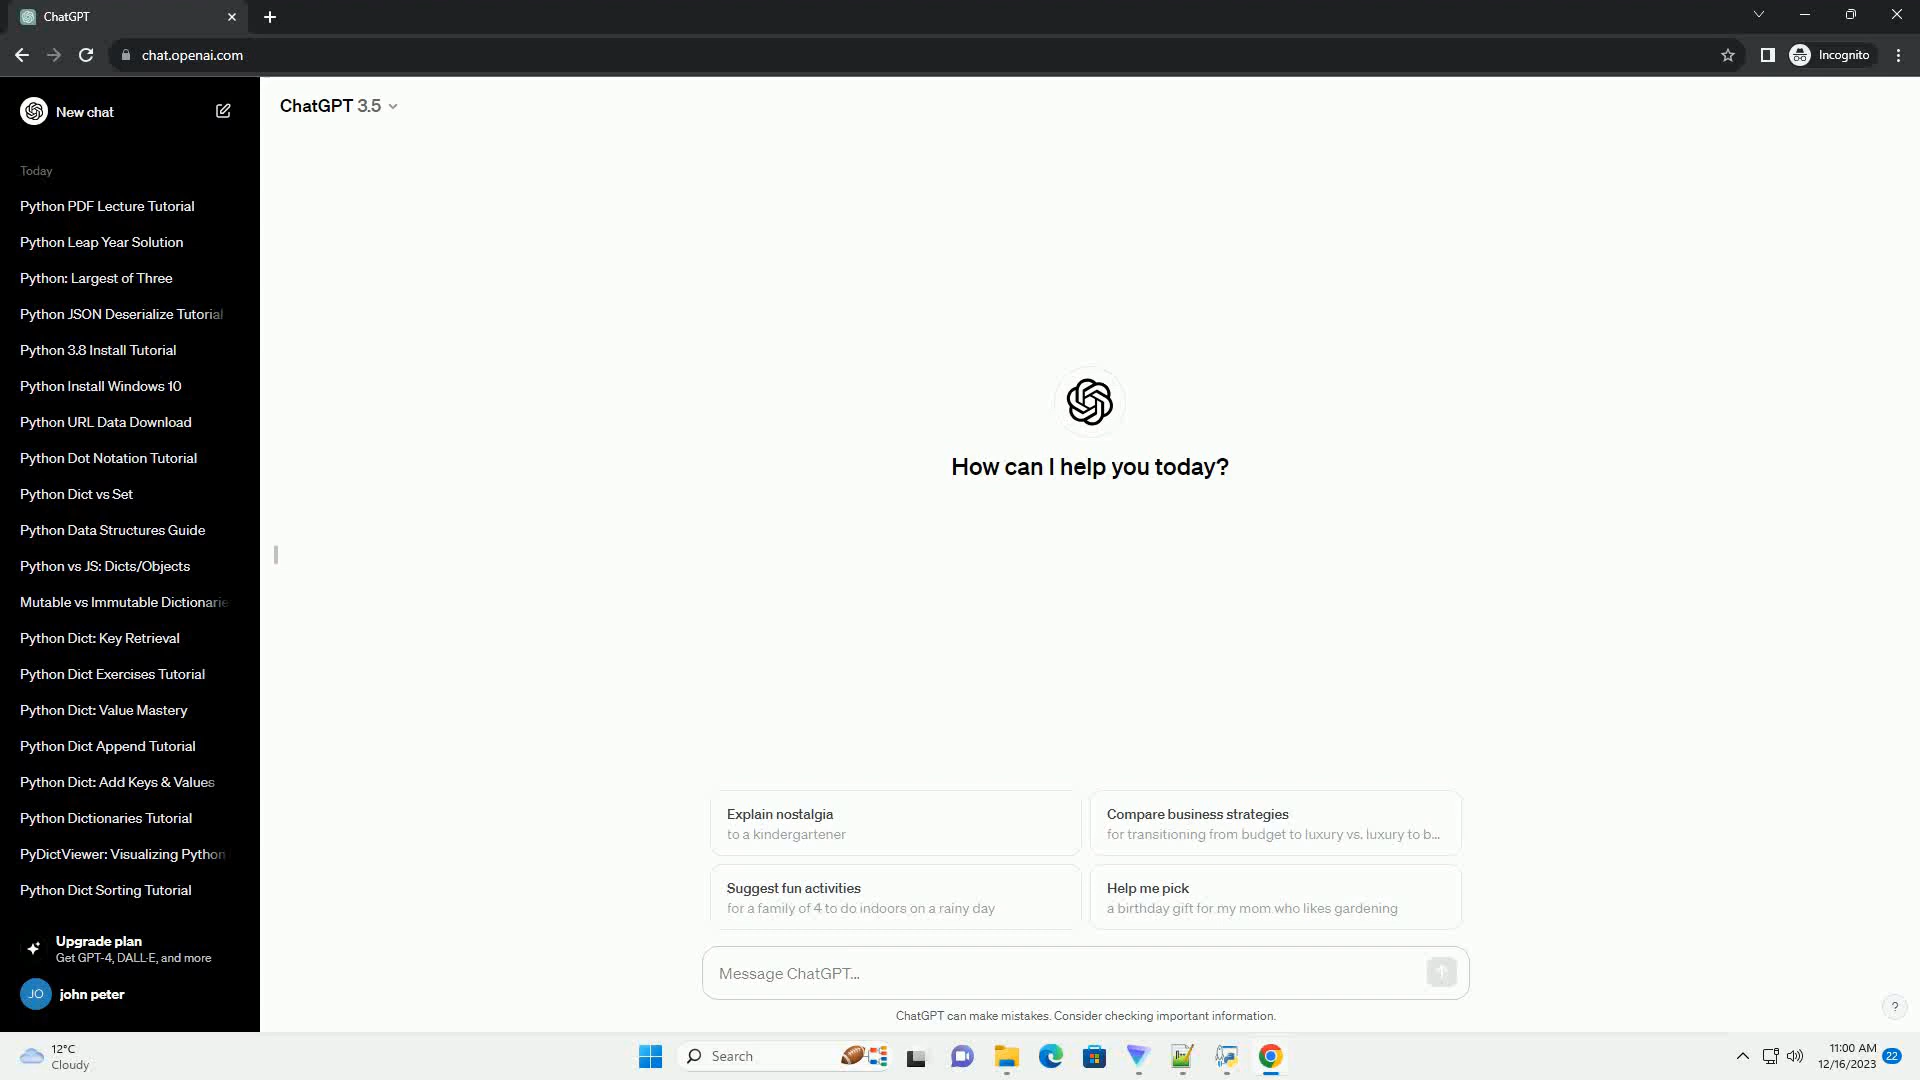 ChatGPT
chat.openai.com
Incognito
New chat
ChatGPT 3.5
Today
Python PDF Lecture Tutorial
Python Leap Year Solution
Python: Largest of Three
Python JSON Deserialize Tutorial
Python 3.8 Install Tutorial
Python Install Windows 10
Python URL Data Download
Python Dot Notation Tutorial
Python Dict vs Set
Python Data Structures Guide
Python vs JS: Dicts/Objects
Mutable vs Immutable Dictionarie
Python Dict: Key Retrieval
Python Dict Exercises Tutorial
Python Dict: Value Mastery
Python Dict Append Tutorial
Python Dict: Add Keys & Values
Python Dictionaries Tutorial
PyDictViewer: Visualizing Python
Python Dict Sorting Tutorial
Upgrade plan
Get GPT-4, DALL·E, and more
JO
john peter
How can I help you today?
Explain nostalgia
to a kindergartener
Compare business strategies
for transitioning from budget to luxury vs. luxury to b...
Suggest fun activities
for a family of 4 to do indoors on a rainy day
Help me pick
a birthday gift for my mom who likes gardening
Message ChatGPT...
ChatGPT can make mistakes. Consider checking important information.
?
12°C
Cloudy
Search
11:00 AM
12/16/2023
22